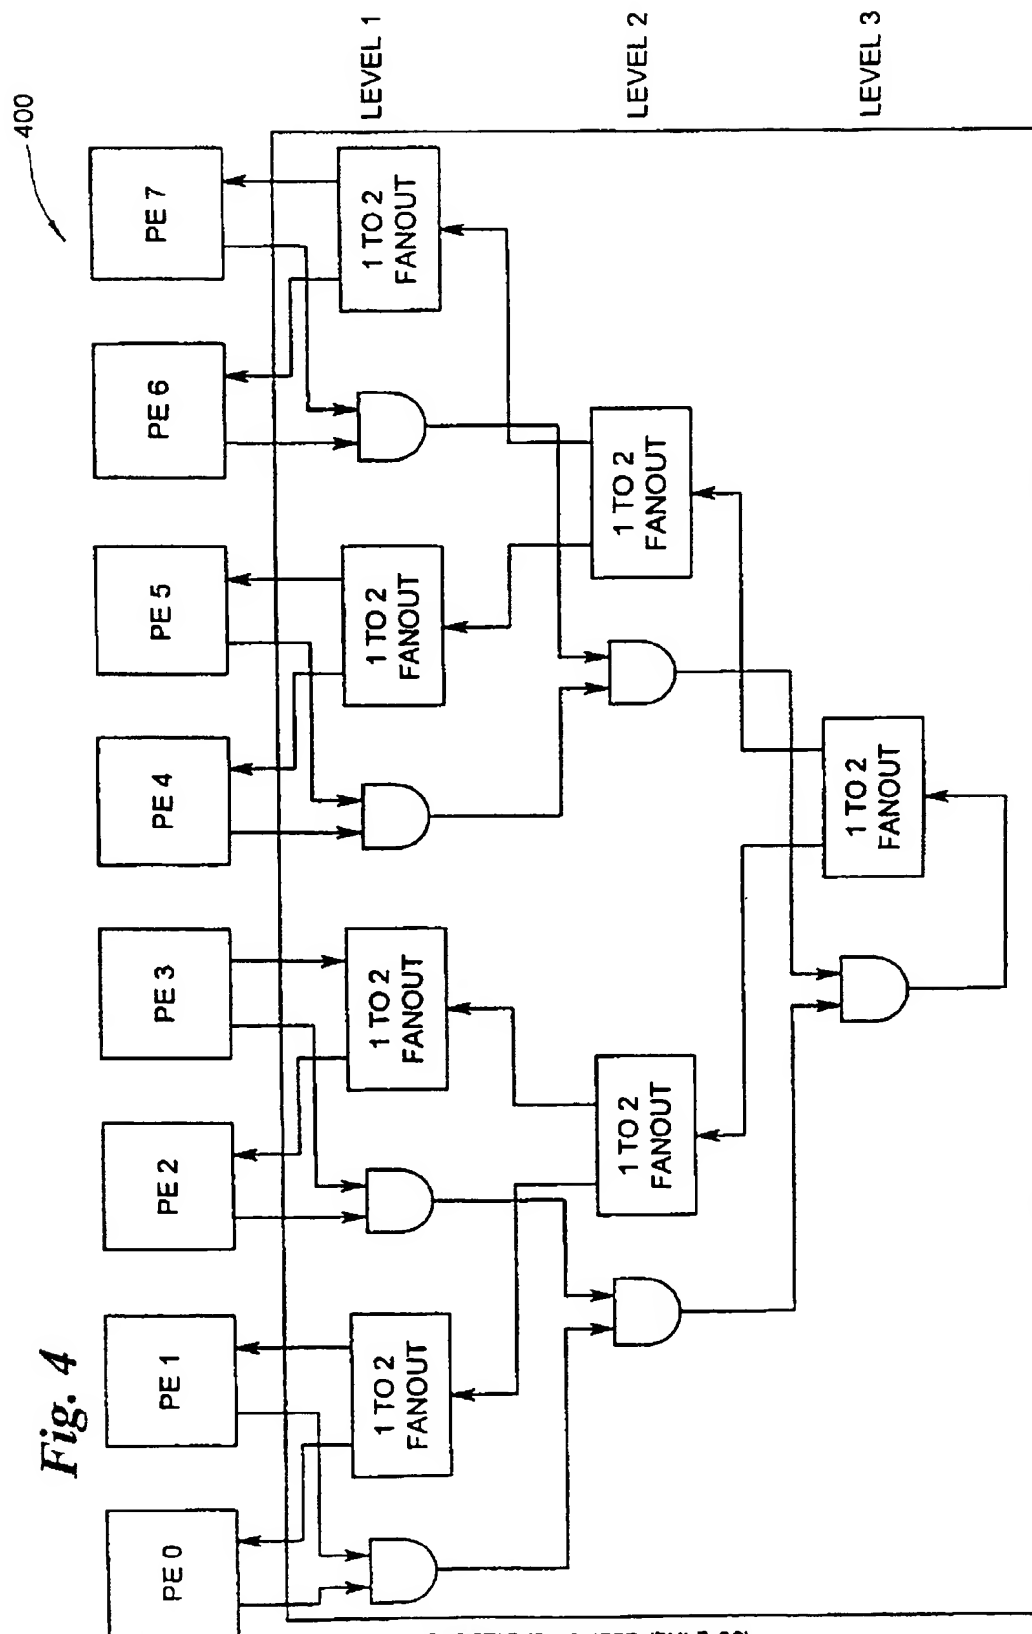 Fig. 4
400
PE 0
PE 1
PE 2
PE 3
PE 4
PE 5
PE 6
PE 7
1 TO 2
FANOUT
1 TO 2
FANOUT
1 TO 2
FANOUT
1 TO 2
FANOUT
LEVEL 1
1 TO 2
FANOUT
1 TO 2
FANOUT
LEVEL 2
1 TO 2
FANOUT
LEVEL 3